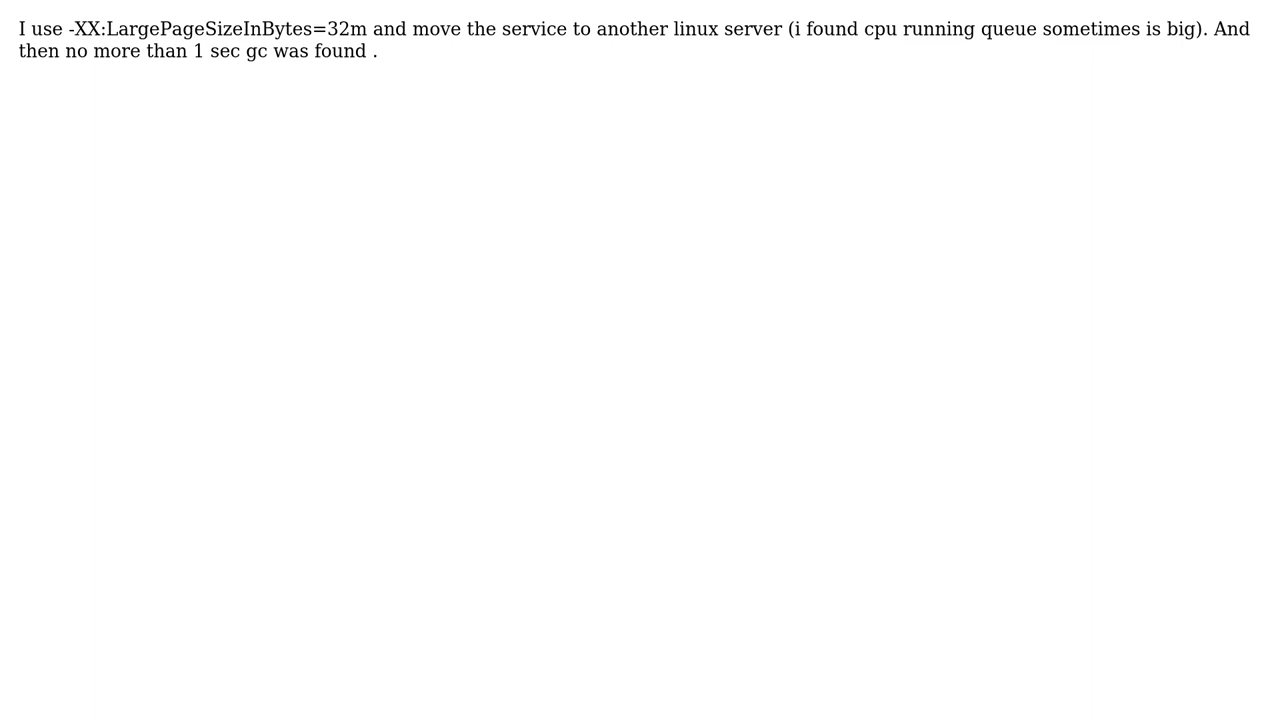 I use -XX:LargePageSizeInBytes=32m and move the service to another linux server (i found cpu running queue sometimes is big). And
then no more than 1 sec gc was found .